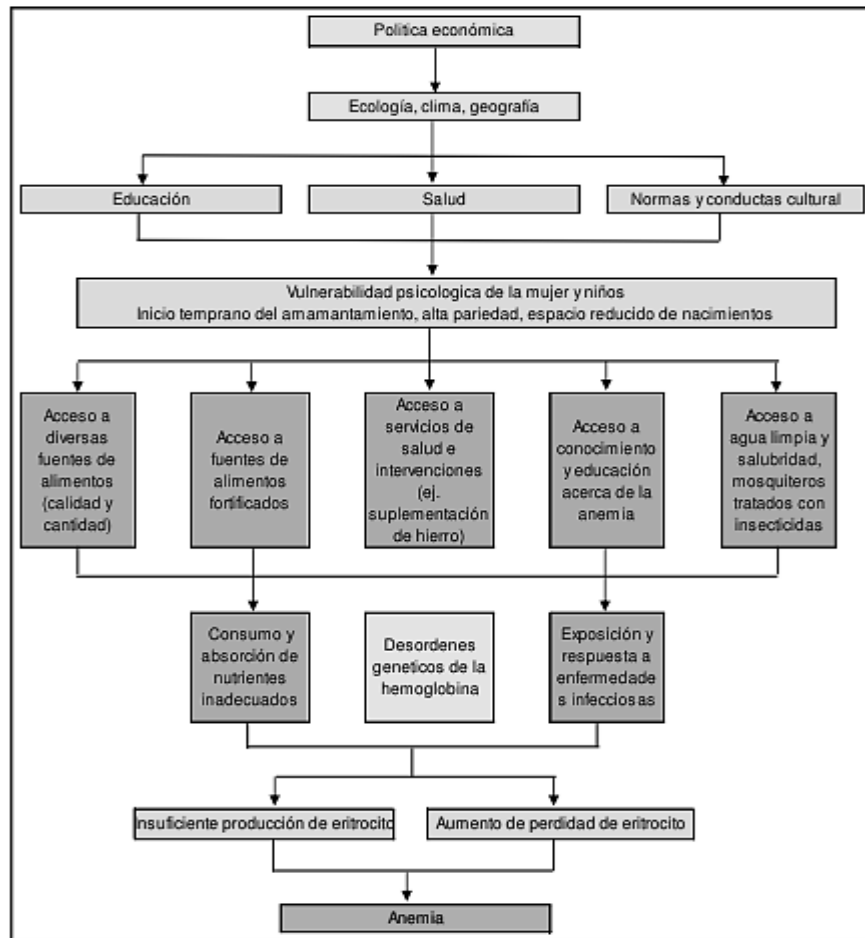 Politica económica
Ecología, clima, geografía
Educación
Salud
Normas y conductas cultural
Vulnerabilidad psicologica de la mujer y niños
Inicio temprano del amamantamiento, alta pariedad, espacio reducido de nacimientos
Acceso a
diversas
fuentes de
alimentos
(calidad y
cantidad)
Acceso a
fuentes de
alimentos
fortificados
Acceso a
servicios de
salud e
intervenciones
(ej.
suplementación
de hierro)
Acceso a
conocimiento
y educación
acerca de la
anemia
Acceso a
agua limpia y
salubridad,
mosquiteros
tratados con
insecticidas
Consumo y
absorción de
nutrientes
inadecuados
Desordenes
geneticos de la
hemoglobina
Exposición y
respuesta a
enfermedade
s infecciosas
Insuficiente producción de eritrocito
Aumento de perdidad de eritrocito
Anemia